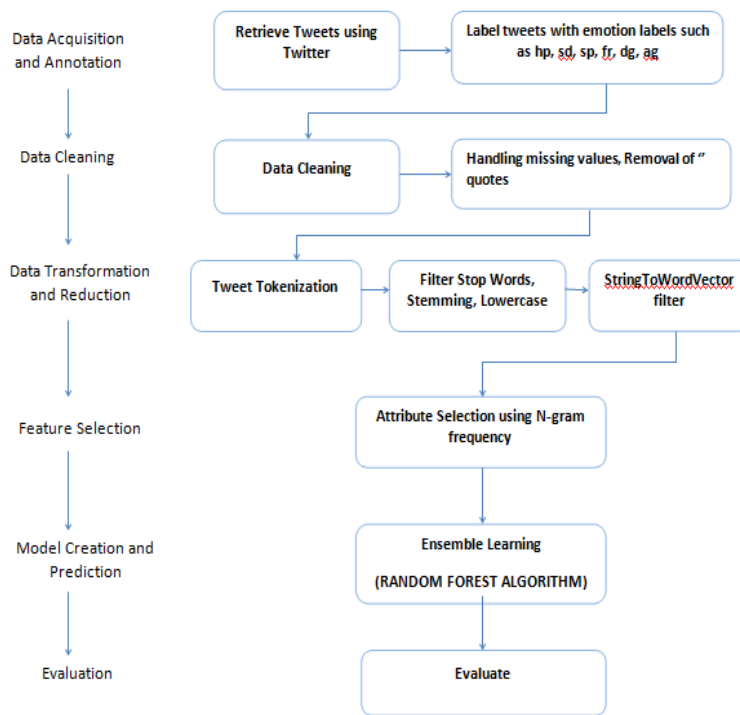 Data Acquisition
and Annotation
Retrieve Tweets using
Twitter
Label tweets with emotion labels such
as hp, sd, sp, fr, dg, ag
Data Cleaning
Data Cleaning
Handling missing values, Removal of ‘’
quotes
Data Transformation
and Reduction
Tweet Tokenization
Filter Stop Words,
Stemming, Lowercase
StringToWordVector
filter
Feature Selection
Attribute Selection using N-gram
frequency
Model Creation and
Prediction
Ensemble Learning
(RANDOM FOREST ALGORITHM)
Evaluation
Evaluate